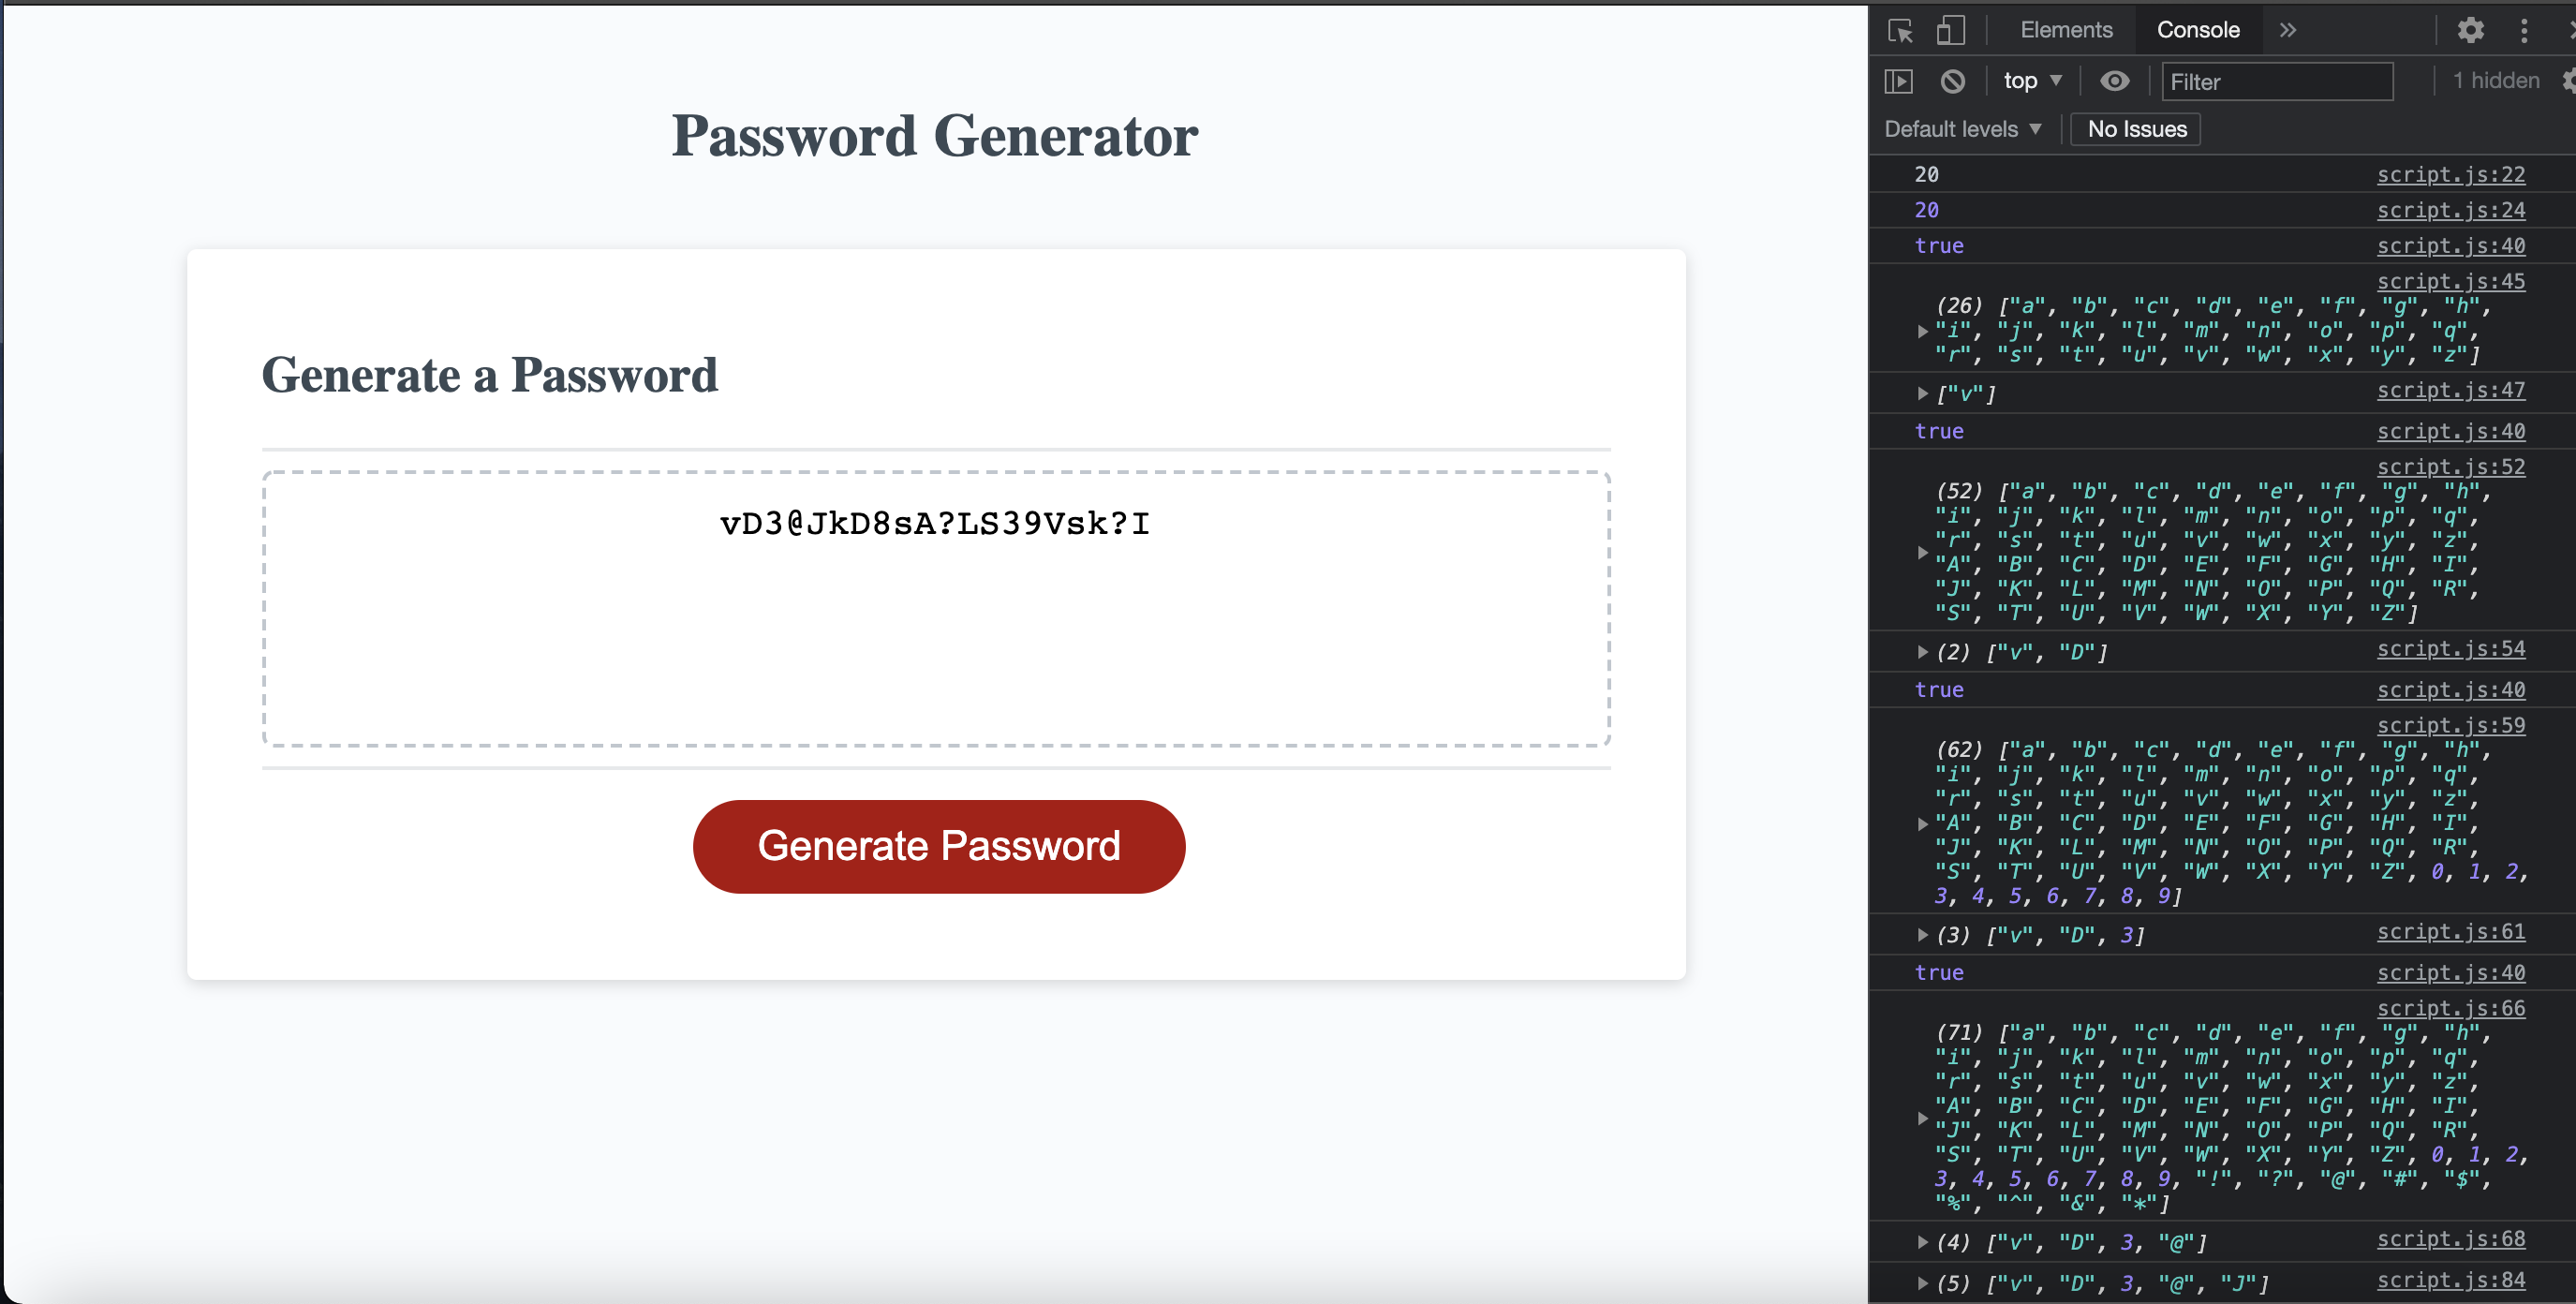 Password Generator
Generate a Password
vD3@JkD8sA?LS39Vsk?I
Generate Password
Elements Console »
top ▼ Filter 1 hidden
Default levels ▼ No Issues
20 script.js:22
20 script.js:24
true script.js:40
script.js:45
(26) ["a", "b", "c", "d", "e", "f", "g", "h",
"i", "j", "k", "l", "m", "n", "o", "p", "q",
"r", "s", "t", "u", "v", "w", "x", "y", "z"]
["v"] script.js:47
true script.js:40
script.js:52
(52) ["a", "b", "c", "d", "e", "f", "g", "h",
"i", "j", "k", "l", "m", "n", "o", "p", "q",
"r", "s", "t", "u", "v", "w", "x", "y", "z",
"A", "B", "C", "D", "E", "F", "G", "H", "I",
"J", "K", "L", "M", "N", "O", "P", "Q", "R",
"S", "T", "U", "V", "W", "X", "Y", "Z"]
(2) ["v", "D"] script.js:54
true script.js:40
script.js:59
(62) ["a", "b", "c", "d", "e", "f", "g", "h",
"i", "j", "k", "l", "m", "n", "o", "p", "q",
"r", "s", "t", "u", "v", "w", "x", "y", "z",
"A", "B", "C", "D", "E", "F", "G", "H", "I",
"J", "K", "L", "M", "N", "O", "P", "Q", "R",
"S", "T", "U", "V", "W", "X", "Y", "Z", 0, 1, 2,
3, 4, 5, 6, 7, 8, 9]
(3) ["v", "D", 3] script.js:61
true script.js:40
script.js:66
(71) ["a", "b", "c", "d", "e", "f", "g", "h",
"i", "j", "k", "l", "m", "n", "o", "p", "q",
"r", "s", "t", "u", "v", "w", "x", "y", "z",
"A", "B", "C", "D", "E", "F", "G", "H", "I",
"J", "K", "L", "M", "N", "O", "P", "Q", "R",
"S", "T", "U", "V", "W", "X", "Y", "Z", 0, 1, 2,
3, 4, 5, 6, 7, 8, 9, "!", "?", "@", "#", "$",
"%", "^", "&", "*"]
(4) ["v", "D", 3, "@"] script.js:68
(5) ["v", "D", 3, "@", "J"] script.js:84